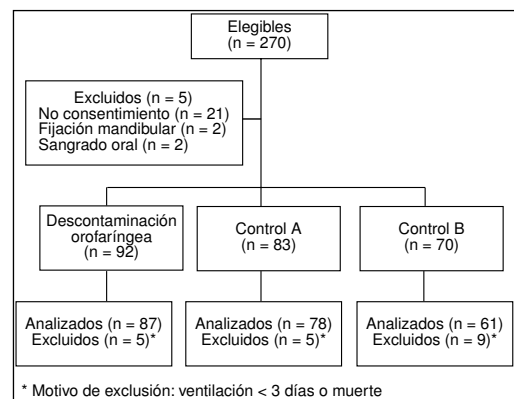 Elegibles
(n = 270)
Excluidos (n = 5)
No consentimiento (n = 21)
Fijación mandibular (n = 2)
Sangrado oral (n = 2)
Descontaminación
orofaríngea
(n = 92)
Control A
(n = 83)
Control B
(n = 70)
Analizados (n = 87)
Excluidos (n = 5)*
Analizados (n = 78)
Excluidos (n = 5)*
Analizados (n = 61)
Excluidos (n = 9)*
* Motivo de exclusión: ventilación < 3 días o muerte